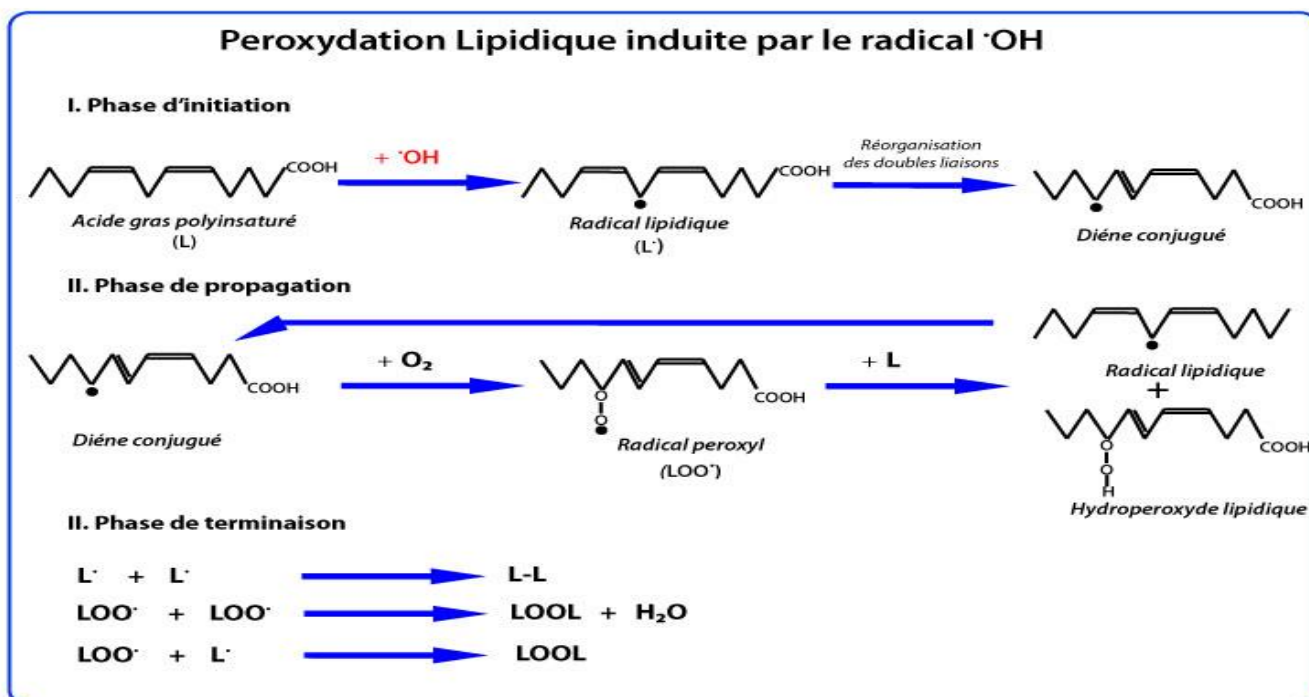 Peroxydation Lipidique induite par le radical ˙OH
I. Phase d'initiation
COOH
+ ˙OH
COOH
Réorganisation
des doubles liaisons
COOH
Acide gras polyinsaturé
(L)
Radical lipidique
(L˙)
Diéne conjugué
II. Phase de propagation
COOH
+ O₂
O
O
COOH
+ L
Radical lipidique
+
COOH
O
O
H
Diéne conjugué
Radical peroxyl
(LOO˙)
Hydroperoxyde lipidique
II. Phase de terminaison
L˙ + L˙ L-L
LOO˙ + LOO˙ LOOL + H₂O
LOO˙ + L˙ LOOL